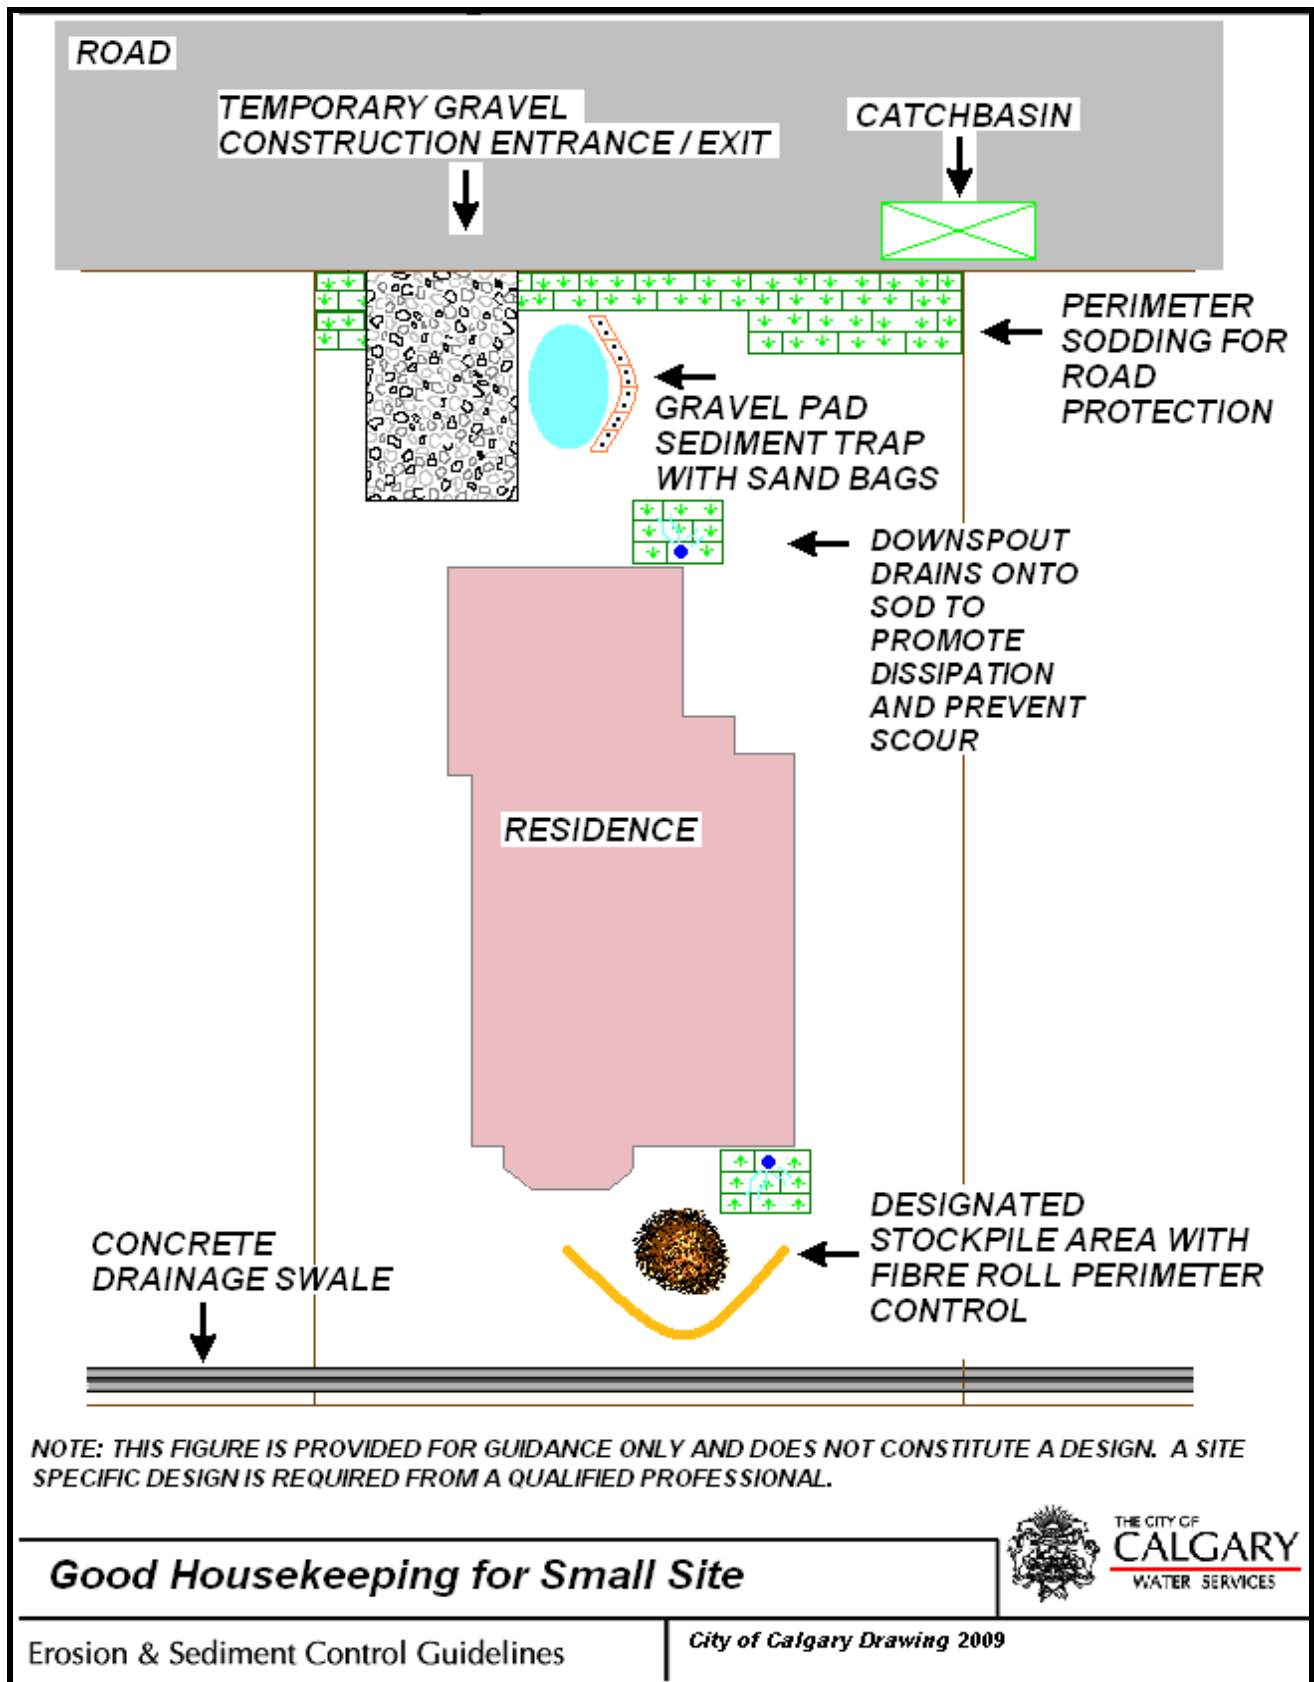 ROAD
TEMPORARY GRAVEL
CONSTRUCTION ENTRANCE / EXIT
CATCHBASIN
PERIMETER
SODDING FOR
ROAD
PROTECTION
GRAVEL PAD
SEDIMENT TRAP
WITH SAND BAGS
DOWNSPOUT
DRAINS ONTO
SOD TO
PROMOTE
DISSIPATION
AND PREVENT
SCOUR
RESIDENCE
DESIGNATED
STOCKPILE AREA WITH
FIBRE ROLL PERIMETER
CONTROL
CONCRETE
DRAINAGE SWALE
NOTE: THIS FIGURE IS PROVIDED FOR GUIDANCE ONLY AND DOES NOT CONSTITUTE A DESIGN. A SITE
SPECIFIC DESIGN IS REQUIRED FROM A QUALIFIED PROFESSIONAL.
Good Housekeeping for Small Site
THE CITY OF
CALGARY
WATER SERVICES
Erosion & Sediment Control Guidelines
City of Calgary Drawing 2009